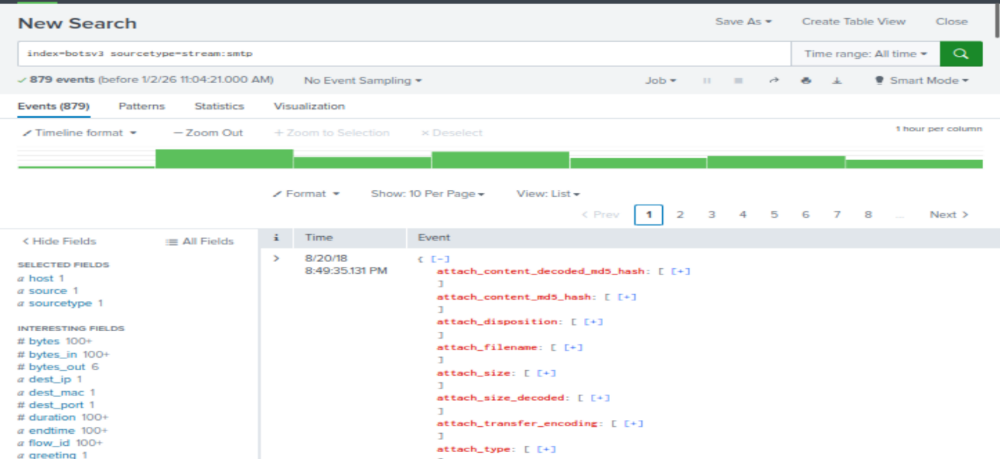 New Search
Save As Create Table View Close
index=botsv3 sourcetype=stream:smtp
Time range: All time
879 events (before 1/2/26 11:04:21.000 AM) No Event Sampling
Job Smart Mode
Events (879) Patterns Statistics Visualization
Timeline format — Zoom Out + Zoom to Selection × Deselect
1 hour per column
Format Show: 10 Per Page View: List
< Prev 1 2 3 4 5 6 7 8 ... Next >
< Hide Fields All Fields
i Time Event
SELECTED FIELDS
a host 1
a source 1
a sourcetype 1
INTERESTING FIELDS
# bytes 100+
# bytes_in 100+
# bytes_out 6
a dest_ip 1
a dest_mac 1
# dest_port 1
# duration 100+
a endtime 100+
a flow_id 100+
a greeting 1
> 8/20/18
8:49:35.131 PM
{ [-]
attach_content_decoded_md5_hash: [ [+]
]
attach_content_md5_hash: [ [+]
]
attach_disposition: [ [+]
]
attach_filename: [ [+]
]
attach_size: [ [+]
]
attach_size_decoded: [ [+]
]
attach_transfer_encoding: [ [+]
]
attach_type: [ [+]